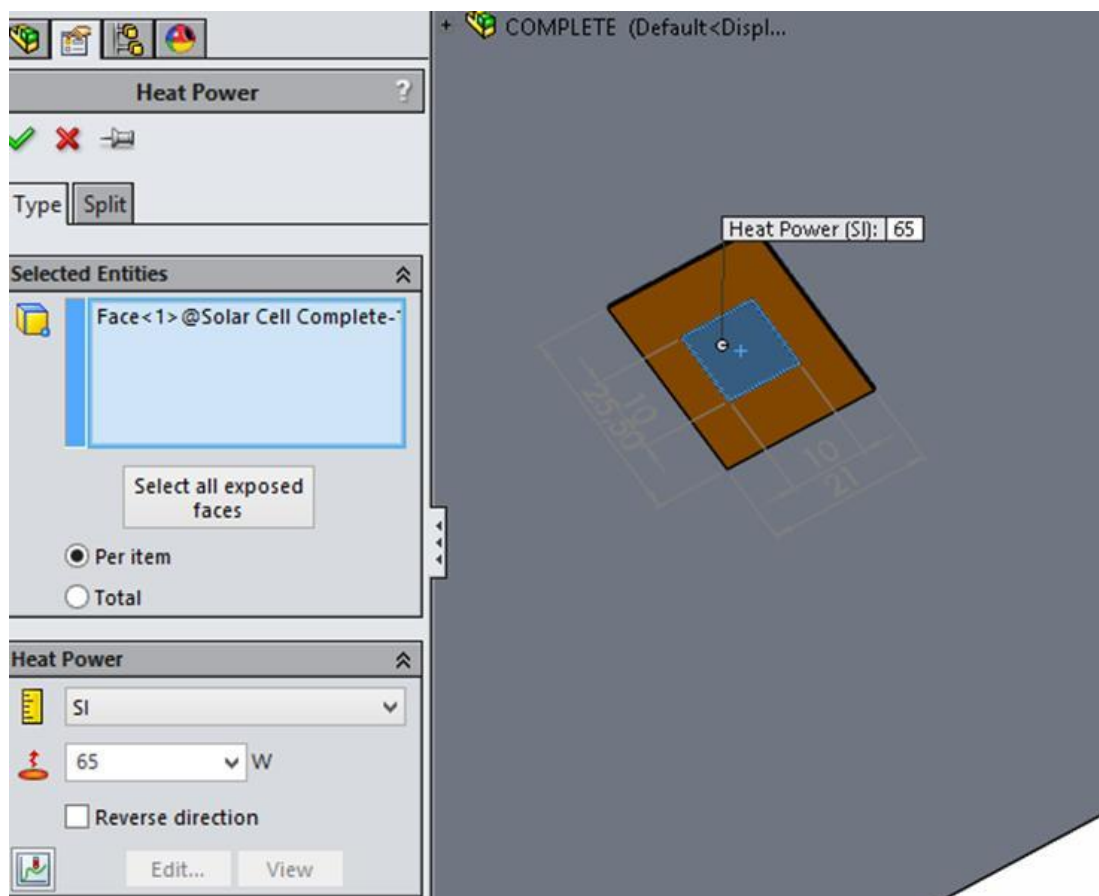 + COMPLETE (Default<Displ...
Heat Power ?
Type Split
Selected Entities
Face<1>@Solar Cell Complete-1
Select all exposed
faces
Per item
Total
Heat Power
SI
65 W
Reverse direction
Edit... View
Heat Power (SI): 65
10
25,50
10
21